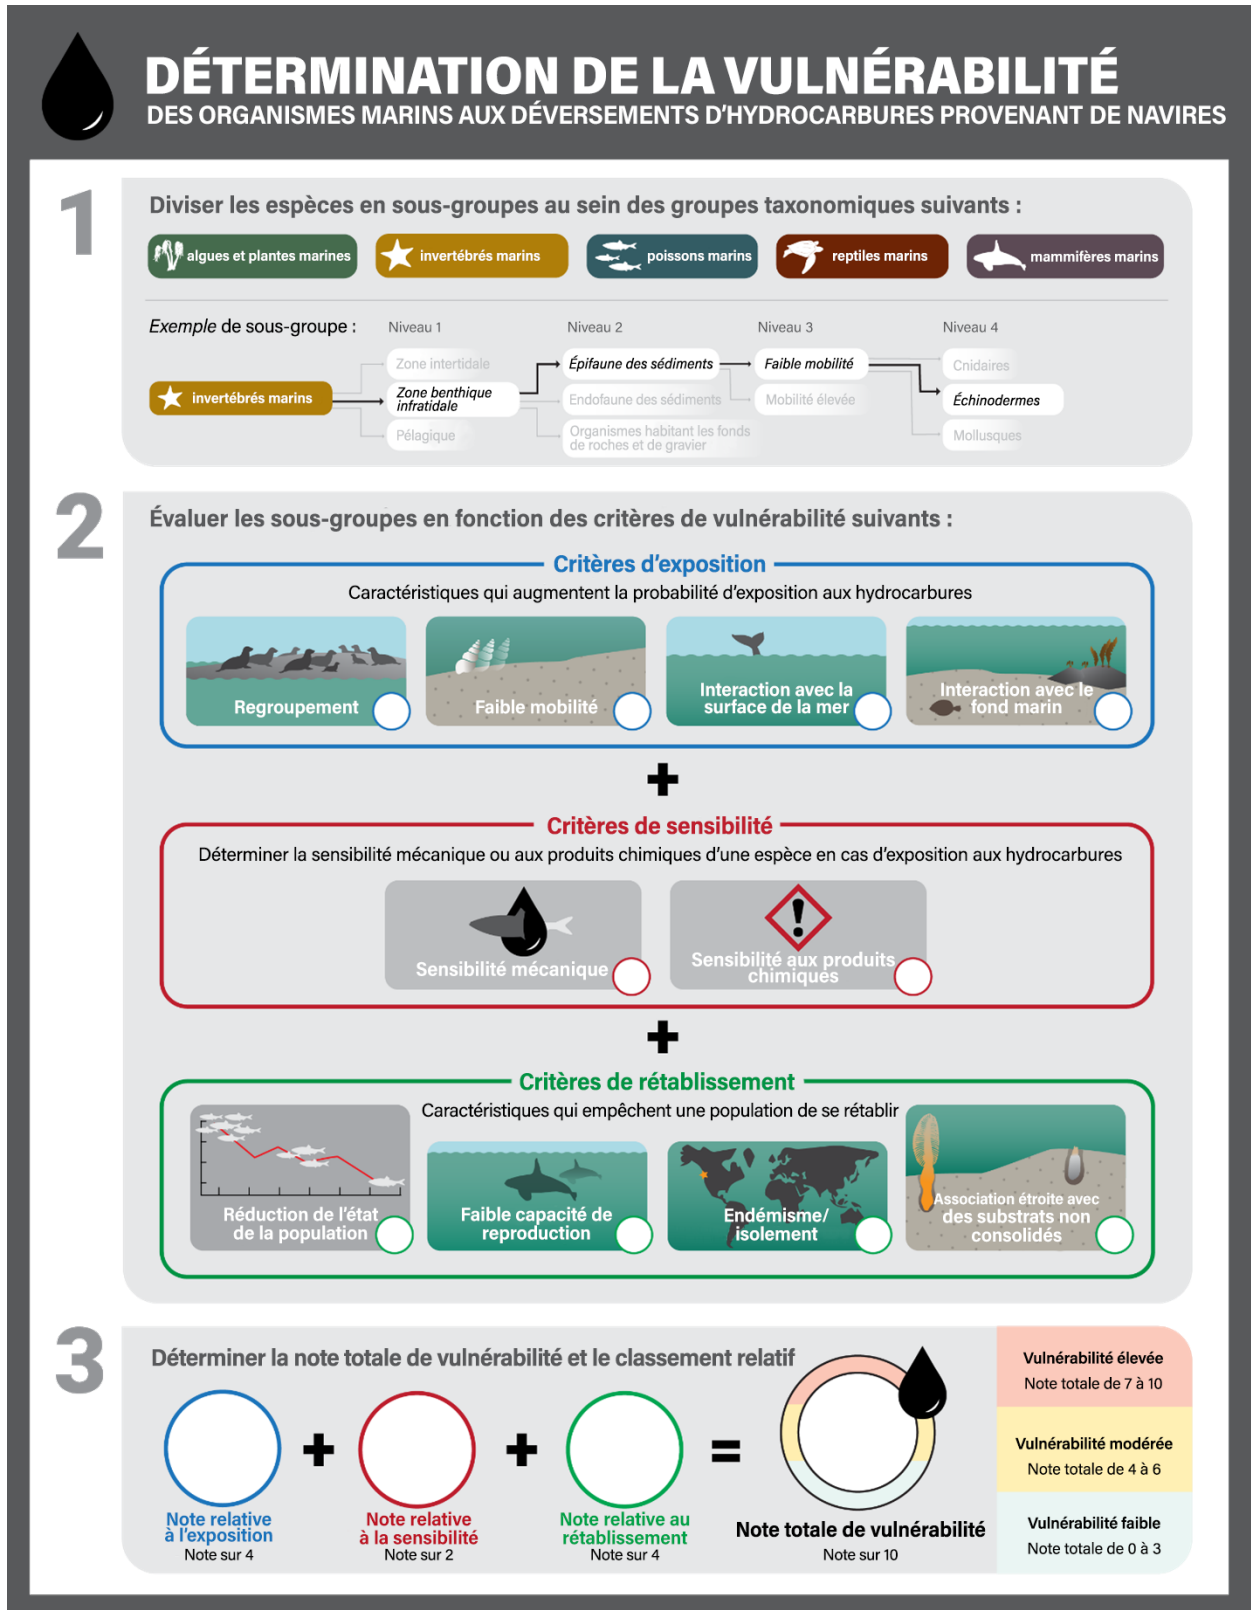 DÉTERMINATION DE LA VULNÉRABILITÉ
DES ORGANISMES MARINS AUX DÉVERSEMENTS D'HYDROCARBURES PROVENANT DE NAVIRES
1
Diviser les espèces en sous-groupes au sein des groupes taxonomiques suivants :
algues et plantes marines
invertébrés marins
poissons marins
reptiles marins
mammifères marins
Exemple de sous-groupe :
Niveau 1
Niveau 2
Niveau 3
Niveau 4
invertébrés marins
Zone intertidale
Zone benthique
infratidale
Pélagique
Épifaune des sédiments
Endofaune des sédiments
Organismes habitant les fonds
de roches et de gravier
Faible mobilité
Mobilité élevée
Cnidaires
Échinodermes
Mollusques
2
Évaluer les sous-groupes en fonction des critères de vulnérabilité suivants :
Critères d'exposition
Caractéristiques qui augmentent la probabilité d'exposition aux hydrocarbures
Regroupement
Faible mobilité
Interaction avec la
surface de la mer
Interaction avec le
fond marin
+
Critères de sensibilité
Déterminer la sensibilité mécanique ou aux produits chimiques d'une espèce en cas d'exposition aux hydrocarbures
Sensibilité mécanique
!
Sensibilité aux produits
chimiques
+
Critères de rétablissement
Caractéristiques qui empêchent une population de se rétablir
Réduction de l'état
de la population
Faible capacité de
reproduction
Endémisme/
isolement
Association étroite avec
des substrats non
consolidés
3
Déterminer la note totale de vulnérabilité et le classement relatif
+
+
=
Note relative
à l'exposition
Note sur 4
Note relative
à la sensibilité
Note sur 2
Note relative au
rétablissement
Note sur 4
Note totale de vulnérabilité
Note sur 10
Vulnérabilité élevée
Note totale de 7 à 10
Vulnérabilité modérée
Note totale de 4 à 6
Vulnérabilité faible
Note totale de 0 à 3